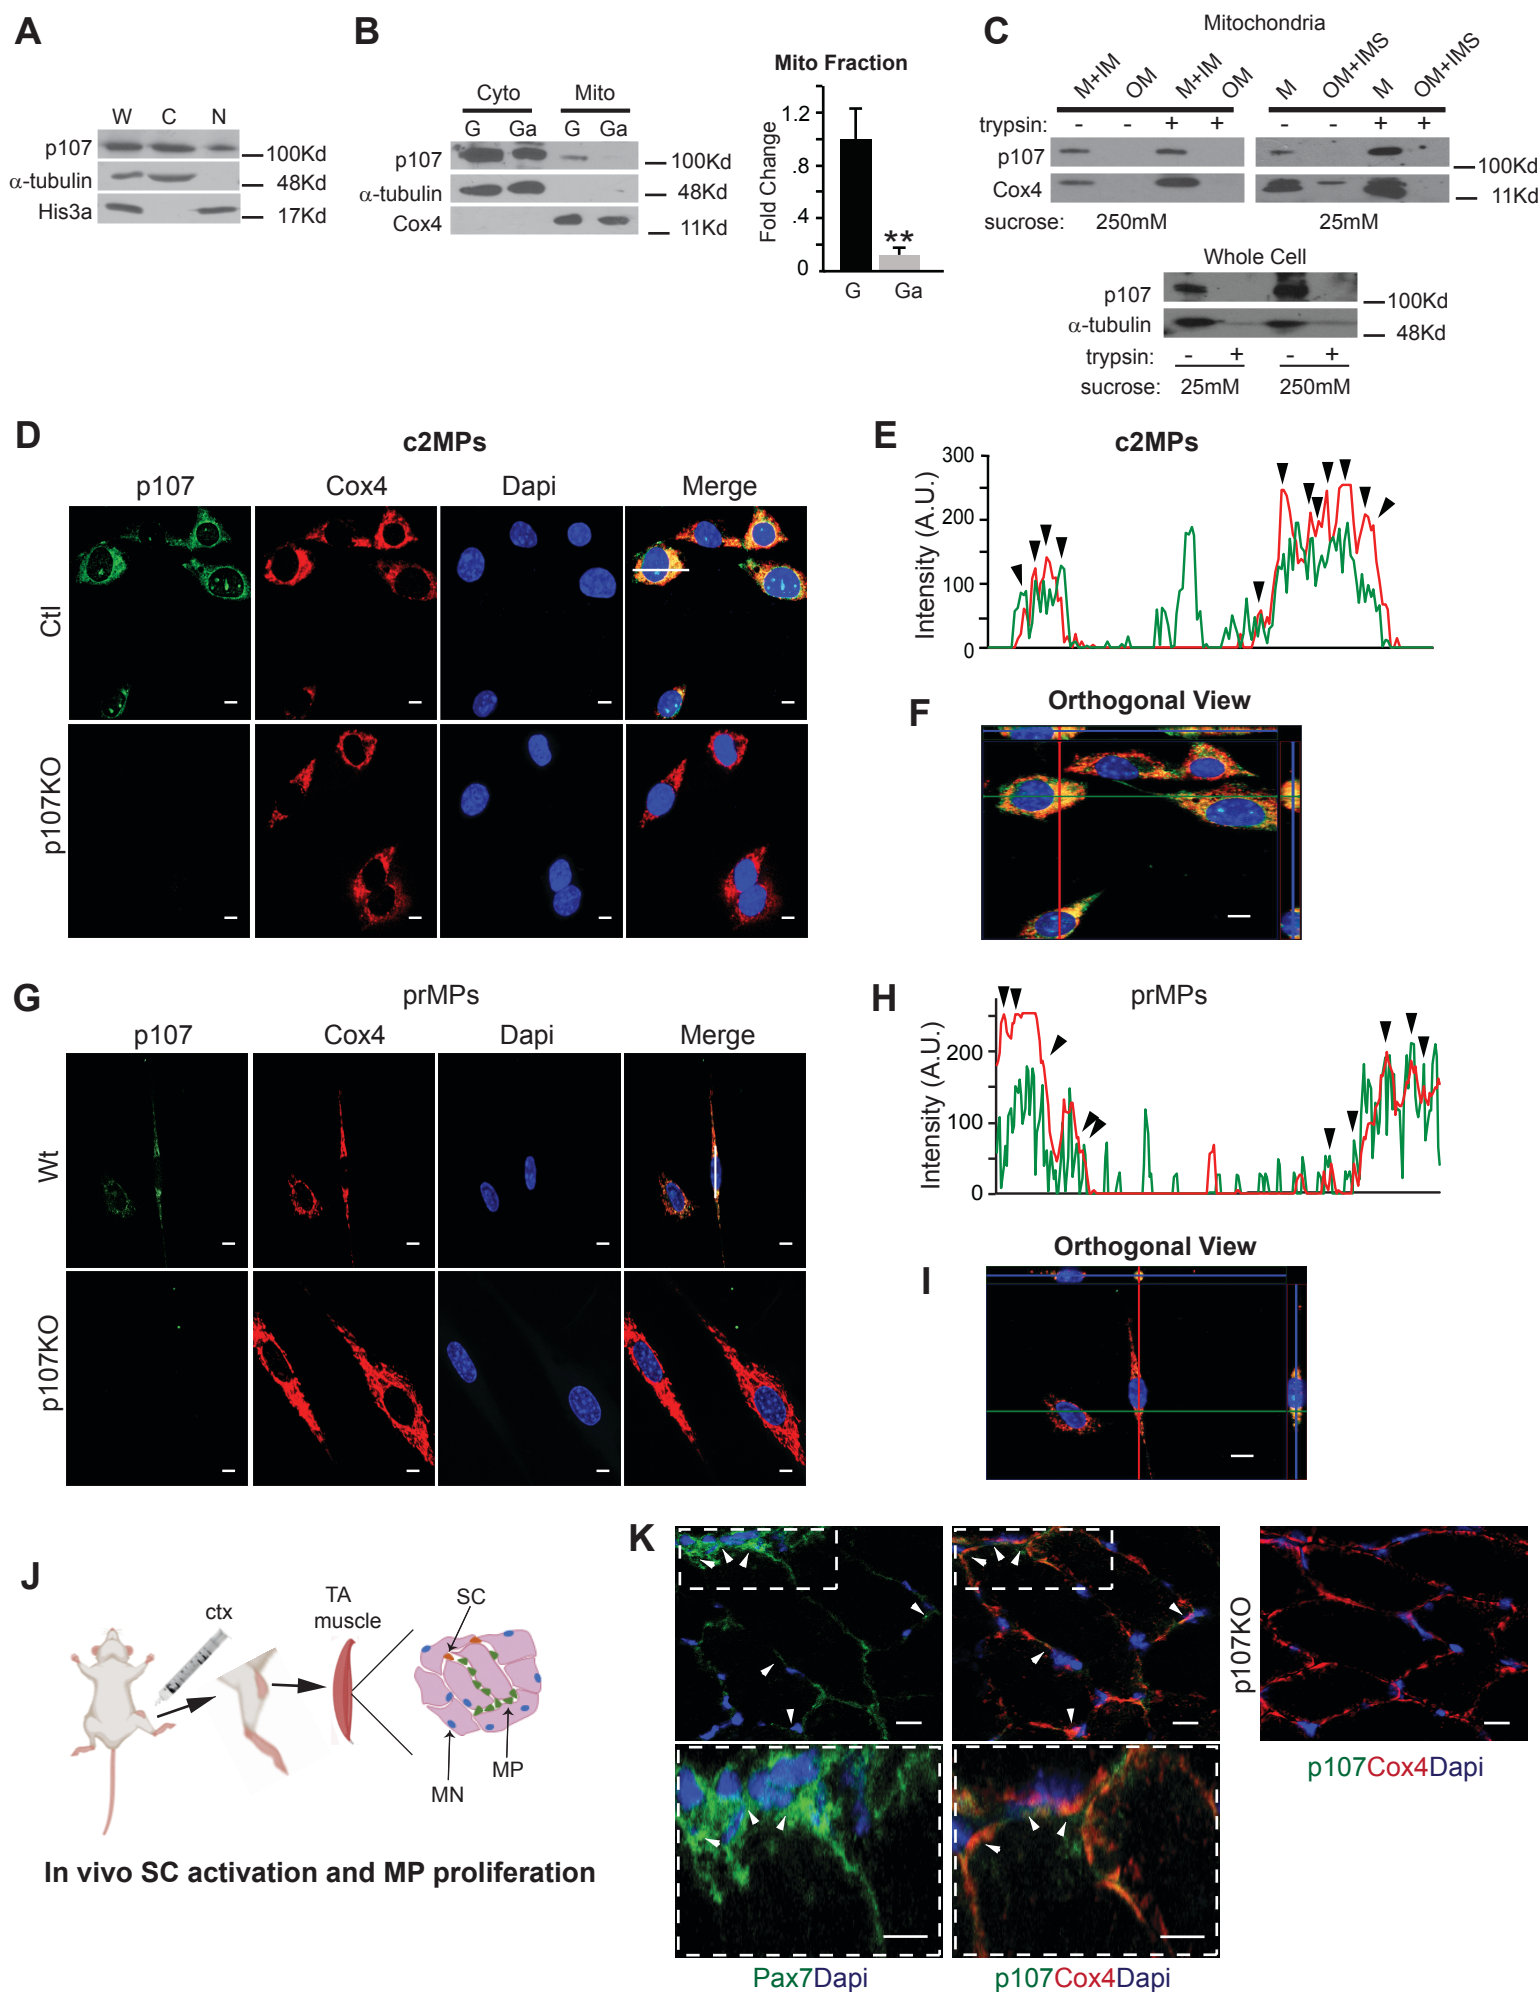 A
W C N
p107
100Kd
α-tubulin
48Kd
His3a
17Kd
B
Cyto Mito
G Ga G Ga
p107
100Kd
α-tubulin
48Kd
Cox4
11Kd
Mito Fraction
Fold Change
1.2
.8
.4
0
**
G Ga
C
Mitochondria
M+IM OM M+IM OM M OM+IMS M OM+IMS
trypsin: - - + + - - + +
p107
100Kd
Cox4
11Kd
sucrose: 250mM 25mM
Whole Cell
p107
100Kd
α-tubulin
48Kd
trypsin: - + - +
sucrose: 25mM 250mM
D
c2MPs
p107 Cox4 Dapi Merge
Ctl
p107KO
E
c2MPs
Intensity (A.U.)
300
200
100
0
F
Orthogonal View
G
prMPs
p107 Cox4 Dapi Merge
Wt
p107KO
H
prMPs
Intensity (A.U.)
200
100
0
I
Orthogonal View
J
ctx
TA
muscle
SC
MP
MN
In vivo SC activation and MP proliferation
K
p107KO
p107Cox4Dapi
Pax7Dapi
p107Cox4Dapi